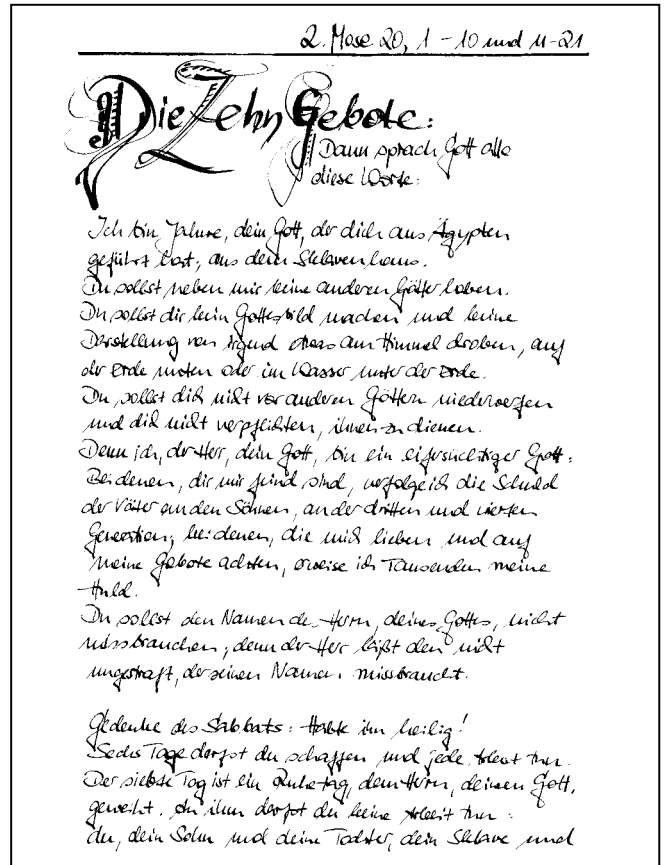 2. Mose 20, 1 - 10 und 11-21
Die Zehn Gebote:
Dann sprach Gott alle
diese Worte:
Ich bin Jahwe, dein Gott, der dich aus Ägypten
geführt hast; aus dem Sklavenhaus.
Du sollst neben mir keine anderen Götter haben.
Du sollst dir kein Gottesbild machen und keine
Darstellung von irgend etwas am Himmel droben, auf
der Erde unten oder im Wasser unter der Erde.
Du sollst dich nicht vor anderen Göttern niederwerfen
und dich nicht verpflichten, ihnen zu dienen.
Denn ich, der Herr, dein Gott, bin ein eifersüchtiger Gott:
Bei denen, die mir feind sind, verfolge ich die Schuld
der Väter an den Söhnen, an der dritten und vierten
Generation; bei denen, die mich lieben und auf
meine Gebote achten, erweise ich Tausenden meine
Huld.
Du sollst den Namen des Herrn, deines Gottes, nicht
missbrauchen; denn der Herr läßt den nicht
ungestraft, der seinen Namen missbraucht.
Gedenke des Sabbats: Halte ihn heilig!
Sechs Tage darfst du schaffen und jede Arbeit tun.
Der siebte Tag ist ein Ruhetag, dem Herrn, deinem Gott,
geweiht. An ihm darfst du keine Arbeit tun:
du, dein Sohn und deine Tochter, dein Sklave und